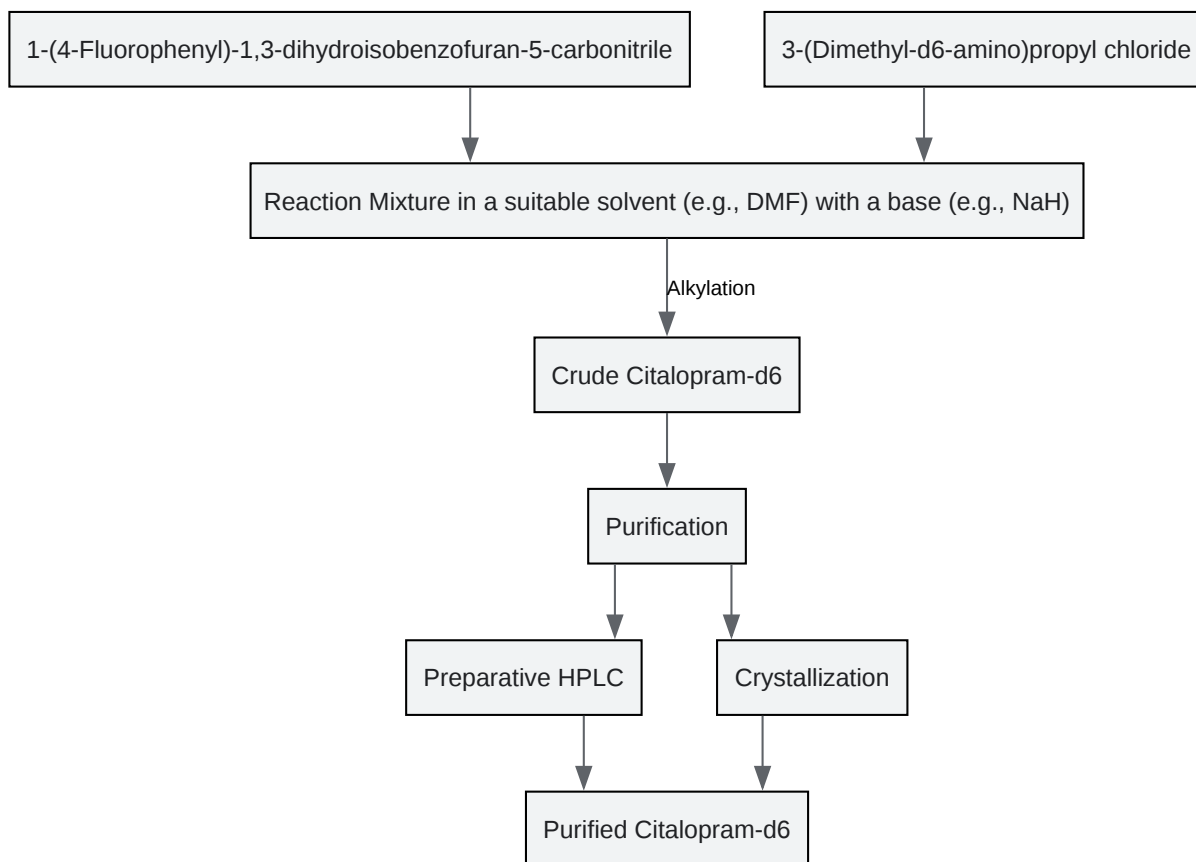 1-(4-Fluorophenyl)-1,3-dihydroisobenzofuran-5-carbonitrile
3-(Dimethyl-d6-amino)propyl chloride
Reaction Mixture in a suitable solvent (e.g., DMF) with a base (e.g., NaH)
Alkylation
Crude Citalopram-d6
Purification
Preparative HPLC
Crystallization
Purified Citalopram-d6